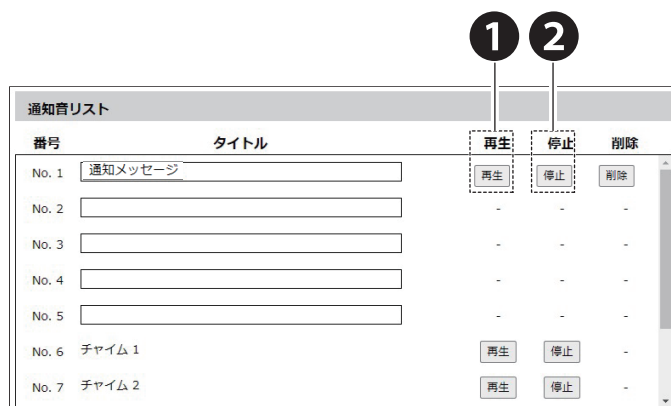 1 2
通知音リスト
番号 タイトル 再生 停止 削除
No. 1 通知メッセージ 再生 停止 削除
No. 2 - - -
No. 3 - - -
No. 4 - - -
No. 5 - - -
No. 6 チャイム 1 再生 停止 -
No. 7 チャイム 2 再生 停止 -